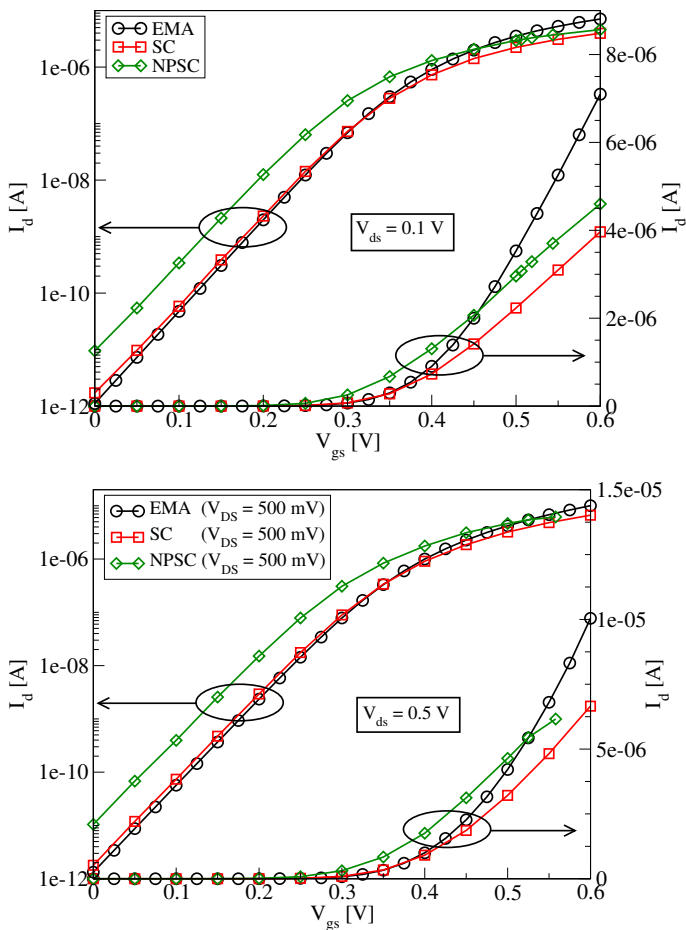 EMA
SC
NPSC
1e-06
1e-08
1e-10
1e-12
I_d [A]
8e-06
6e-06
4e-06
2e-06
0
I_d [A]
V_ds = 0.1 V
0 0.1 0.2 0.3 0.4 0.5 0.6
V_gs [V]
EMA (V_DS = 500 mV)
SC (V_DS = 500 mV)
NPSC (V_DS = 500 mV)
1e-06
1e-08
1e-10
1e-12
I_d [A]
1.5e-05
1e-05
5e-06
0
I_d [A]
V_ds = 0.5 V
0 0.1 0.2 0.3 0.4 0.5 0.6
V_gs [V]